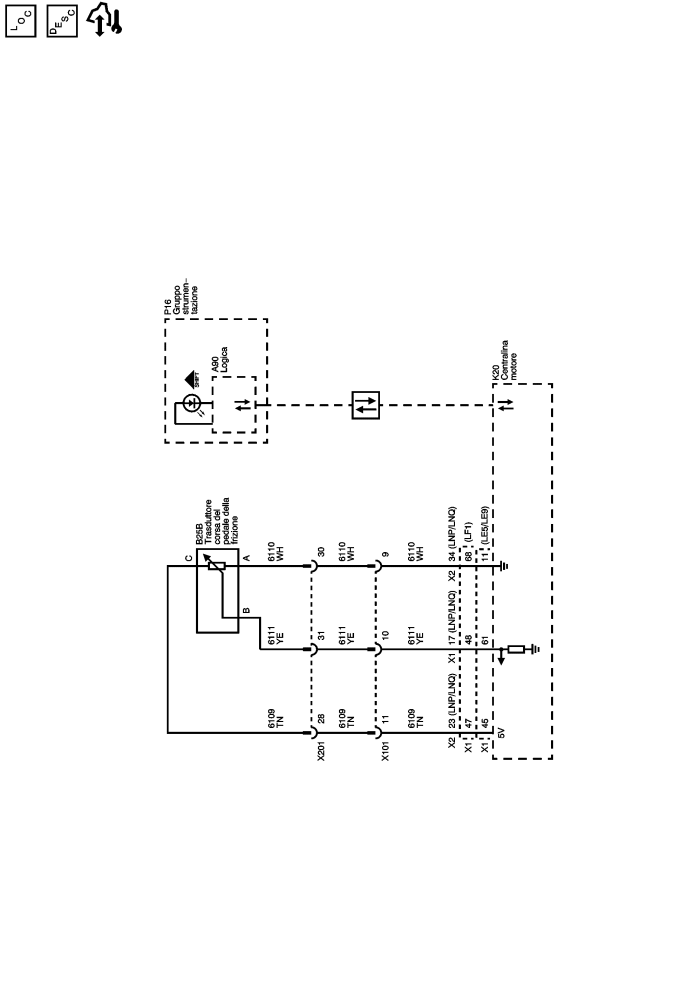 LOC
DESC
P16
Gruppo
strumen-
tazione
A90
Logica
SHIFT
K20
Centralina
motore
B25B
Trasduttore
corsa del
pedale della
frizione
C
A
B
6110
WH
30
6110
WH
9
6110
WH
X2 34 (LNP/LNQ)
68 (LF1)
11 (LE5/LE9)
6111
YE
31
6111
YE
10
6111
YE
X1 17 (LNP/LNQ)
48
61
6109
TN
X201 28
6109
TN
X101 11
6109
TN
X2 23 (LNP/LNQ)
X1 47
X1 45
5V